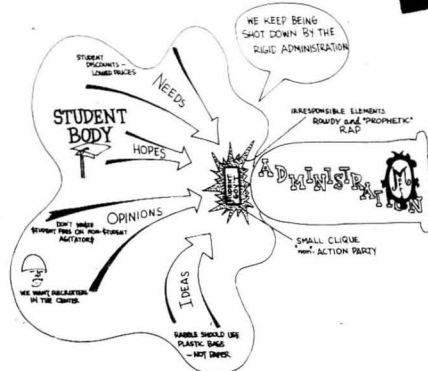 WE KEEP BEING
SHOT DOWN BY THE
RIGID ADMINISTRATION
STUDENT
DISCOUNTS—
LOWER PRICES
NEEDS
STUDENT
BODY
HOPES
IRRESPONSIBLE ELEMENTS
ROWDY and "PROPHETIC"
RAP
ADMINISTRATION
OPINIONS
DON'T WASTE
STUDENT FEES ON NON-STUDENT
AGITATORS
SMALL CLIQUE
"non"-ACTION PARTY
WE WANT RECRUITERS
IN THE CENTER
IDEAS
RABBLE SHOULD USE
PLASTIC BAGS
— NOT PAPER